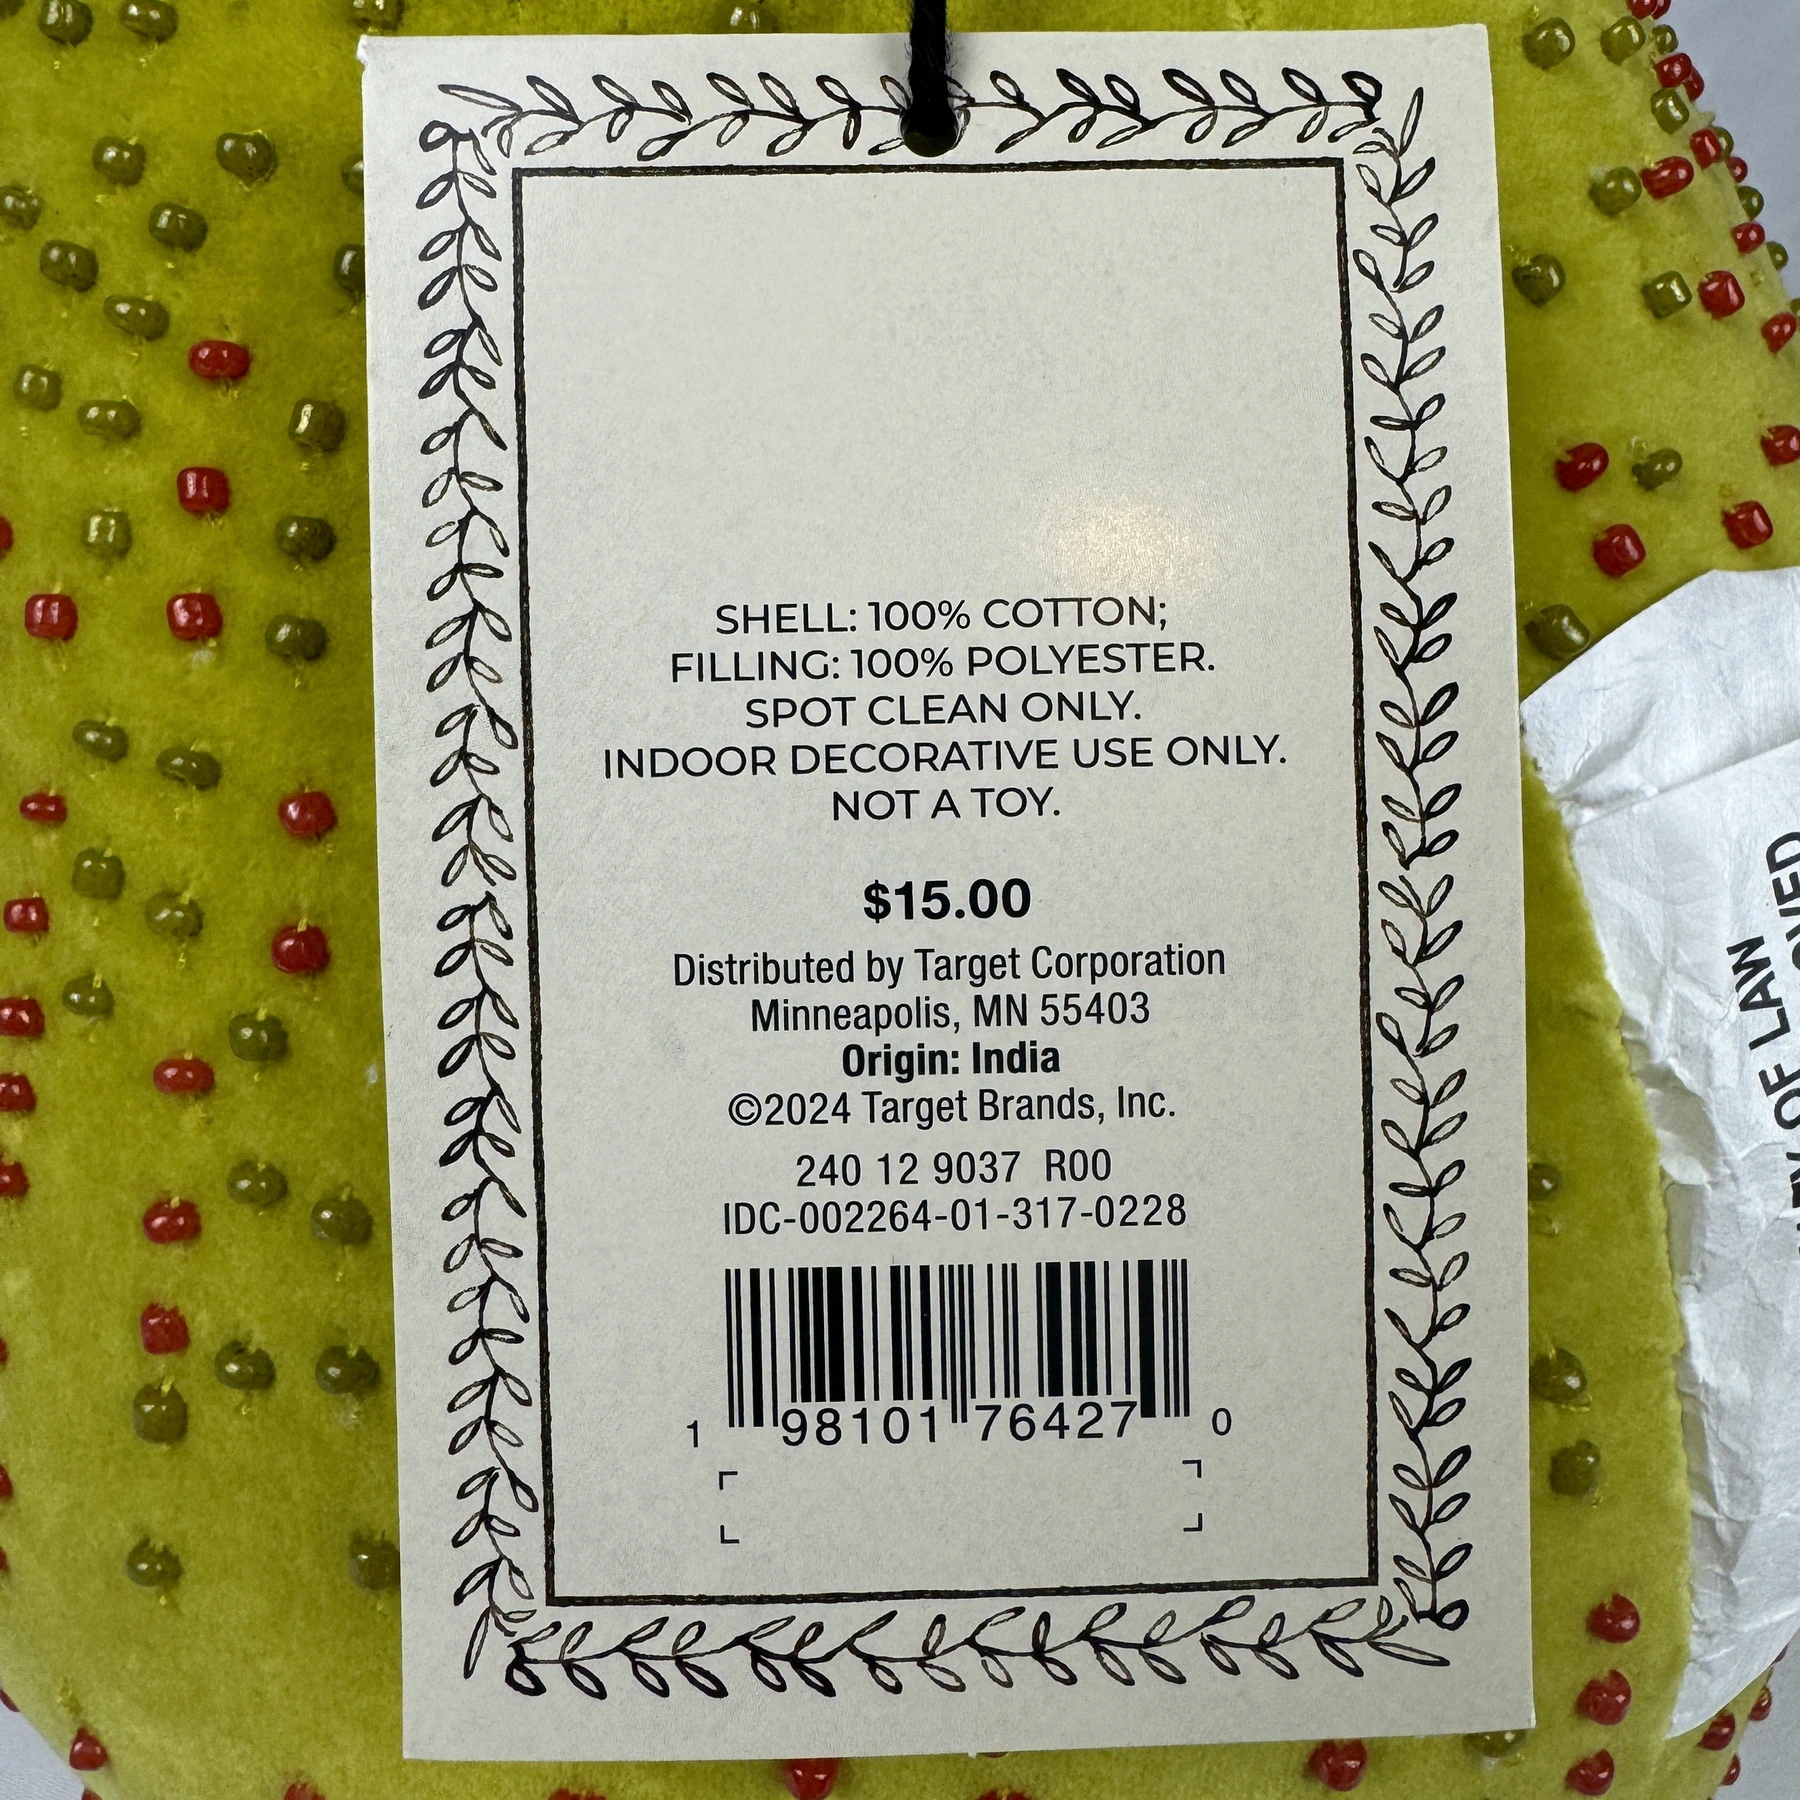 SHELL: 100% COTTON;
FILLING: 100% POLYESTER.
SPOT CLEAN ONLY.
INDOOR DECORATIVE USE ONLY.
NOT A TOY.
$15.00
Distributed by Target Corporation
Minneapolis, MN 55403
Origin: India
©2024 Target Brands, Inc.
240 12 9037 R00
IDC-002264-01-317-0228
1 98101 76427 0
OF LAW